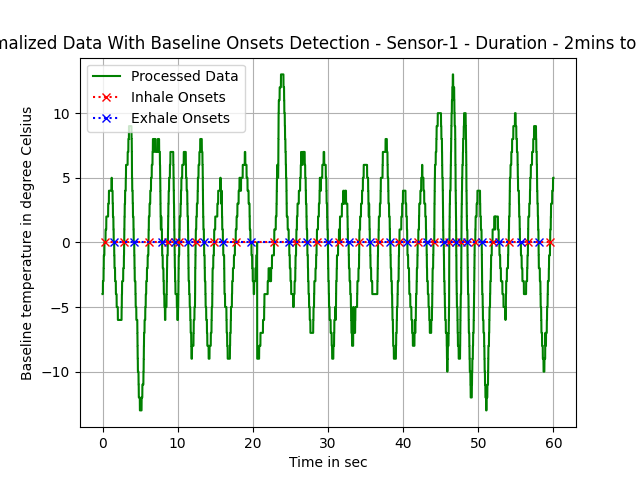 malized Data With Baseline Onsets Detection - Sensor-1 - Duration - 2mins to
Processed Data
Inhale Onsets
Exhale Onsets
Baseline temperature in degree Celsius
10
5
0
−5
−10
0 10 20 30 40 50 60
Time in sec